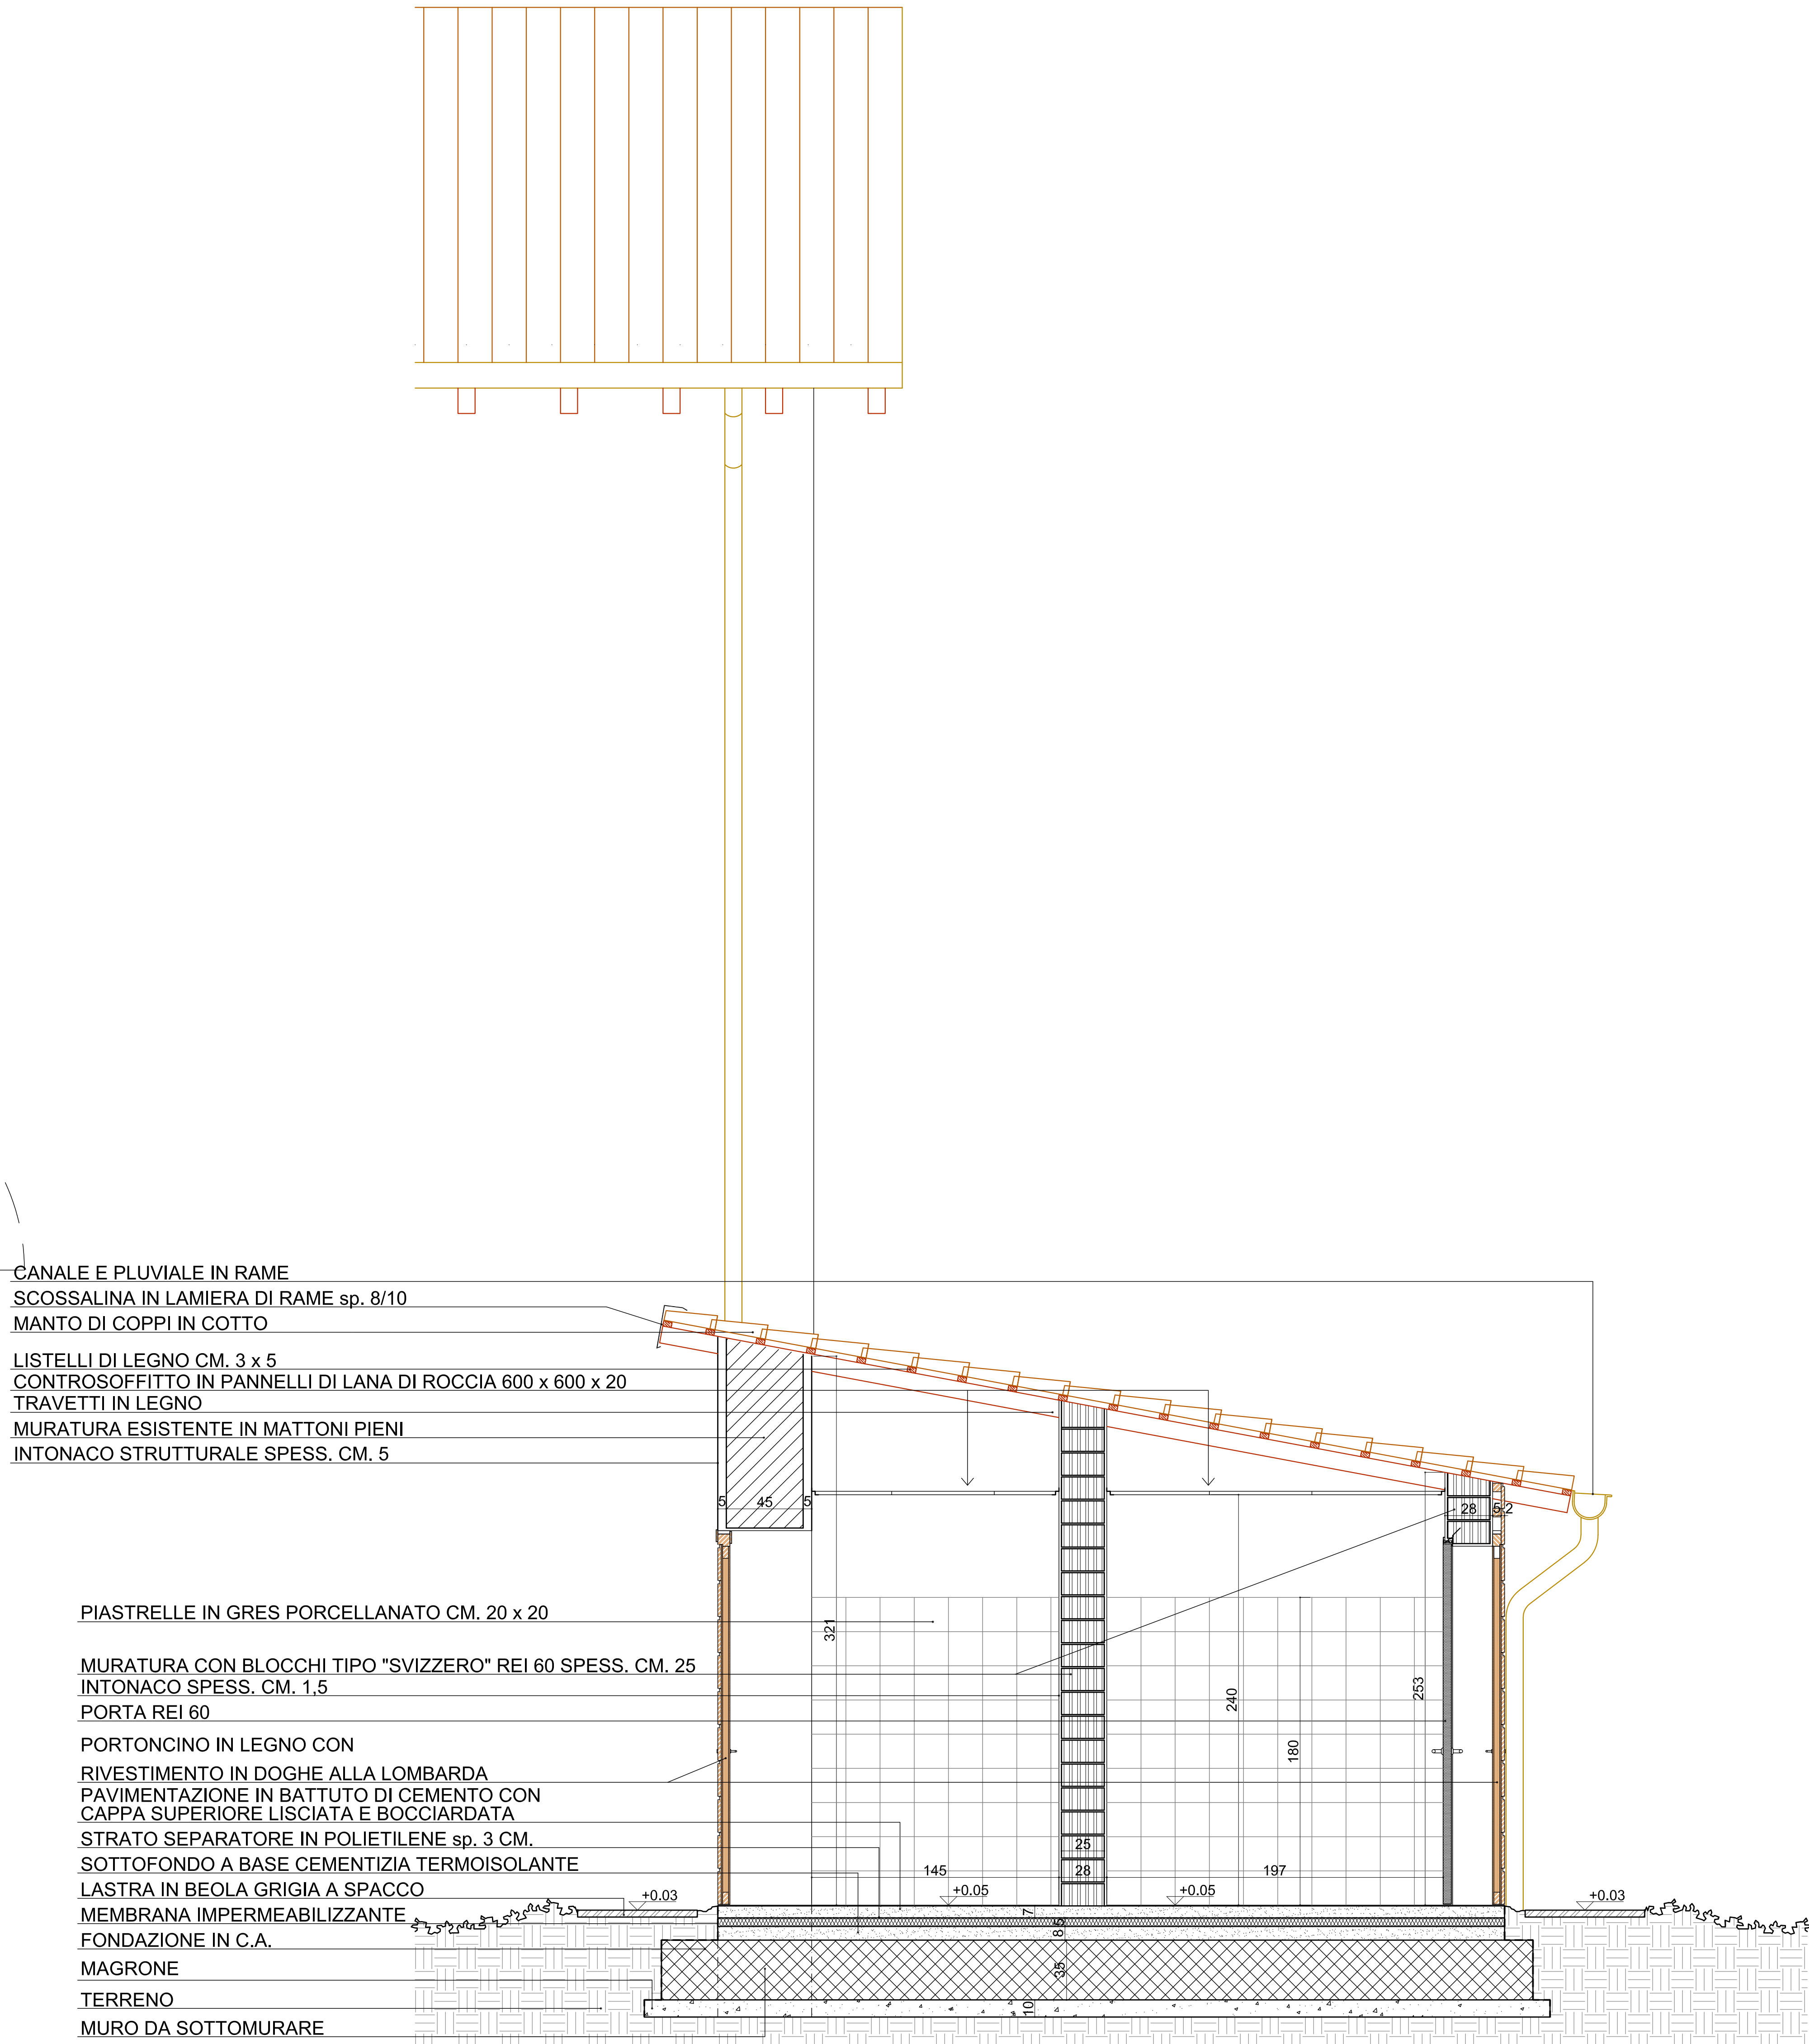 CANALE E PLUVIALE IN RAME
SCOSSALINA IN LAMIERA DI RAME sp. 8/10
MANTO DI COPPI IN COTTO
LISTELLI DI LEGNO CM. 3 x 5
CONTROSOFFITTO IN PANNELLI DI LANA DI ROCCIA 600 x 600 x 20
TRAVETTI IN LEGNO
MURATURA ESISTENTE IN MATTONI PIENI
INTONACO STRUTTURALE SPESS. CM. 5
5 45 5
28 5.2
PIASTRELLE IN GRES PORCELLANATO CM. 20 x 20
321
MURATURA CON BLOCCHI TIPO "SVIZZERO" REI 60 SPESS. CM. 25
INTONACO SPESS. CM. 1,5
240
253
PORTA REI 60
180
PORTONCINO IN LEGNO CON
RIVESTIMENTO IN DOGHE ALLA LOMBARDA
PAVIMENTAZIONE IN BATTUTO DI CEMENTO CON
CAPPA SUPERIORE LISCIATA E BOCCIARDATA
STRATO SEPARATORE IN POLIETILENE sp. 3 CM.
25
SOTTOFONDO A BASE CEMENTIZIA TERMOISOLANTE
145 28 197
LASTRA IN BEOLA GRIGIA A SPACCO
+0.03 +0.05 +0.05 +0.03
MEMBRANA IMPERMEABILIZZANTE
7
8.5
FONDAZIONE IN C.A.
MAGRONE
35
TERRENO
10
MURO DA SOTTOMURARE